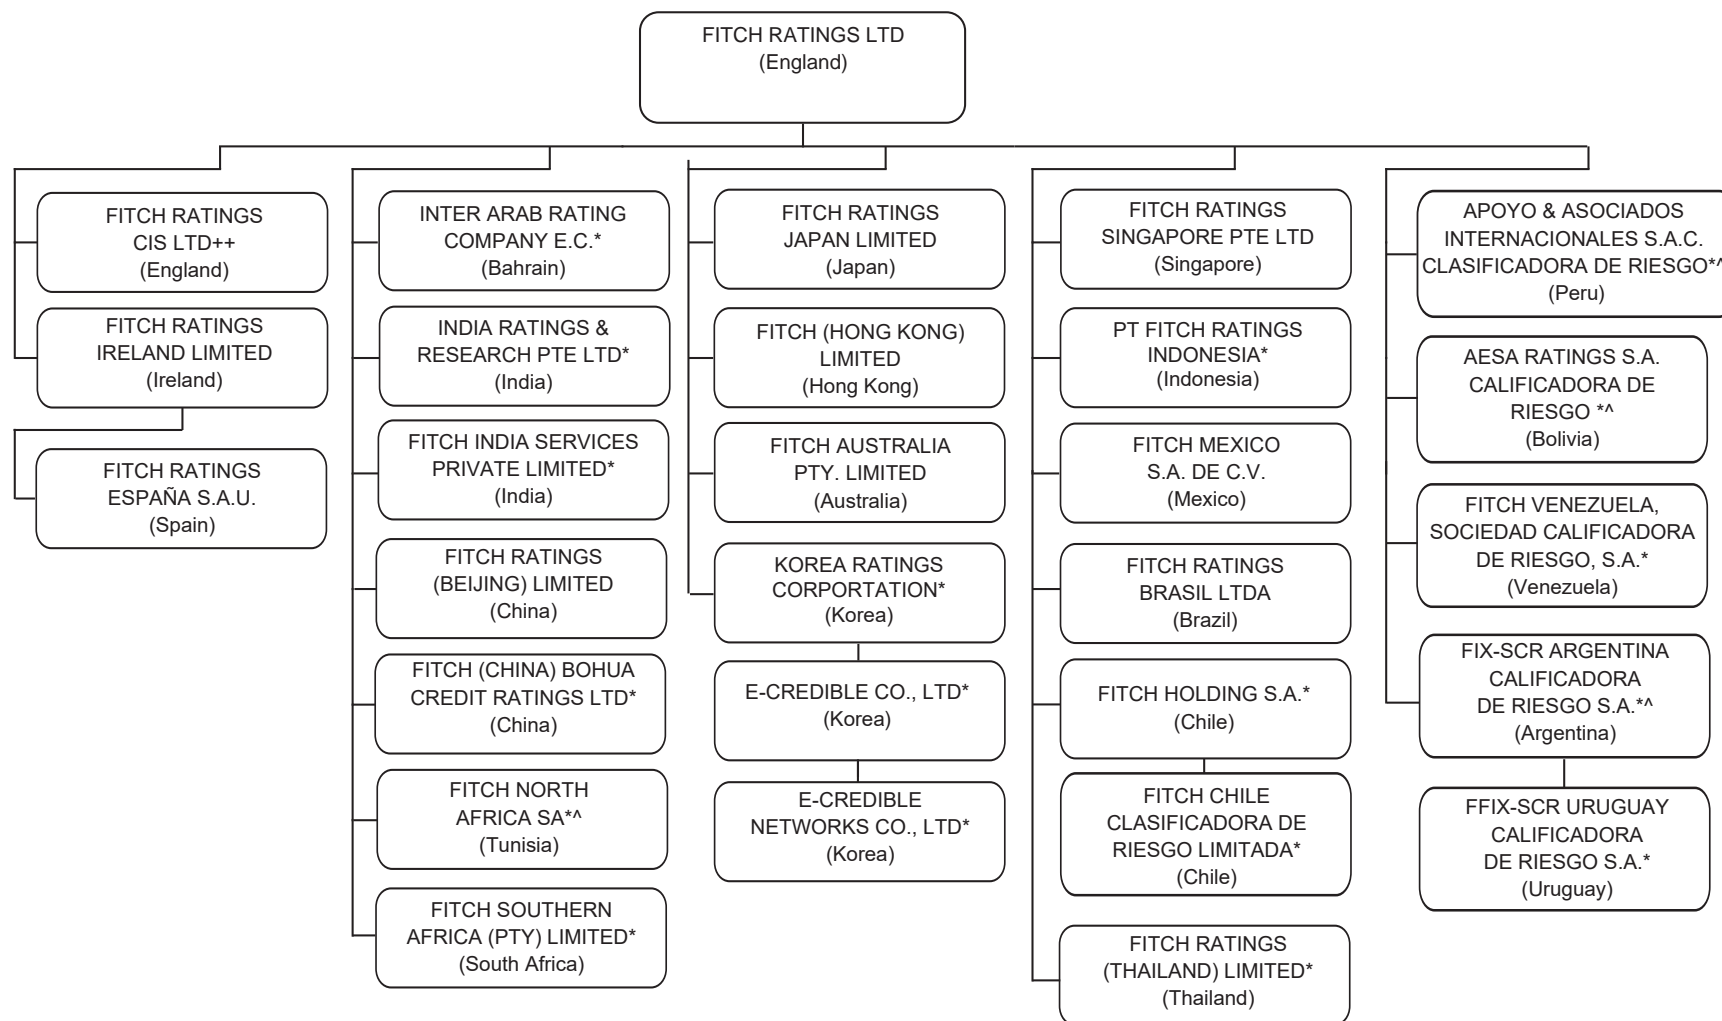 FITCH RATINGS LTD
(England)
FITCH RATINGS
CIS LTD++
(England)
FITCH RATINGS
IRELAND LIMITED
(Ireland)
FITCH RATINGS
ESPAÑA S.A.U.
(Spain)
INTER ARAB RATING
COMPANY E.C.*
(Bahrain)
INDIA RATINGS &
RESEARCH PTE LTD*
(India)
FITCH INDIA SERVICES
PRIVATE LIMITED*
(India)
FITCH RATINGS
(BEIJING) LIMITED
(China)
FITCH (CHINA) BOHUA
CREDIT RATINGS LTD*
(China)
FITCH NORTH
AFRICA SA*^
(Tunisia)
FITCH SOUTHERN
AFRICA (PTY) LIMITED*
(South Africa)
FITCH RATINGS
JAPAN LIMITED
(Japan)
FITCH (HONG KONG)
LIMITED
(Hong Kong)
FITCH AUSTRALIA
PTY. LIMITED
(Australia)
KOREA RATINGS
CORPORTATION*
(Korea)
E-CREDIBLE CO., LTD*
(Korea)
E-CREDIBLE
NETWORKS CO., LTD*
(Korea)
FITCH RATINGS
SINGAPORE PTE LTD
(Singapore)
PT FITCH RATINGS
INDONESIA*
(Indonesia)
FITCH MEXICO
S.A. DE C.V.
(Mexico)
FITCH RATINGS
BRASIL LTDA
(Brazil)
FITCH HOLDING S.A.*
(Chile)
FITCH CHILE
CLASIFICADORA DE
RIESGO LIMITADA*
(Chile)
FITCH RATINGS
(THAILAND) LIMITED*
(Thailand)
APOYO & ASOCIADOS
INTERNACIONALES S.A.C.
CLASIFICADORA DE RIESGO*^
(Peru)
AESA RATINGS S.A.
CALIFICADORA DE
RIESGO *^
(Bolivia)
FITCH VENEZUELA,
SOCIEDAD CALIFICADORA
DE RIESGO, S.A.*
(Venezuela)
FIX-SCR ARGENTINA
CALIFICADORA
DE RIESGO S.A.*^
(Argentina)
FFIX-SCR URUGUAY
CALIFICADORA
DE RIESGO S.A.*
(Uruguay)